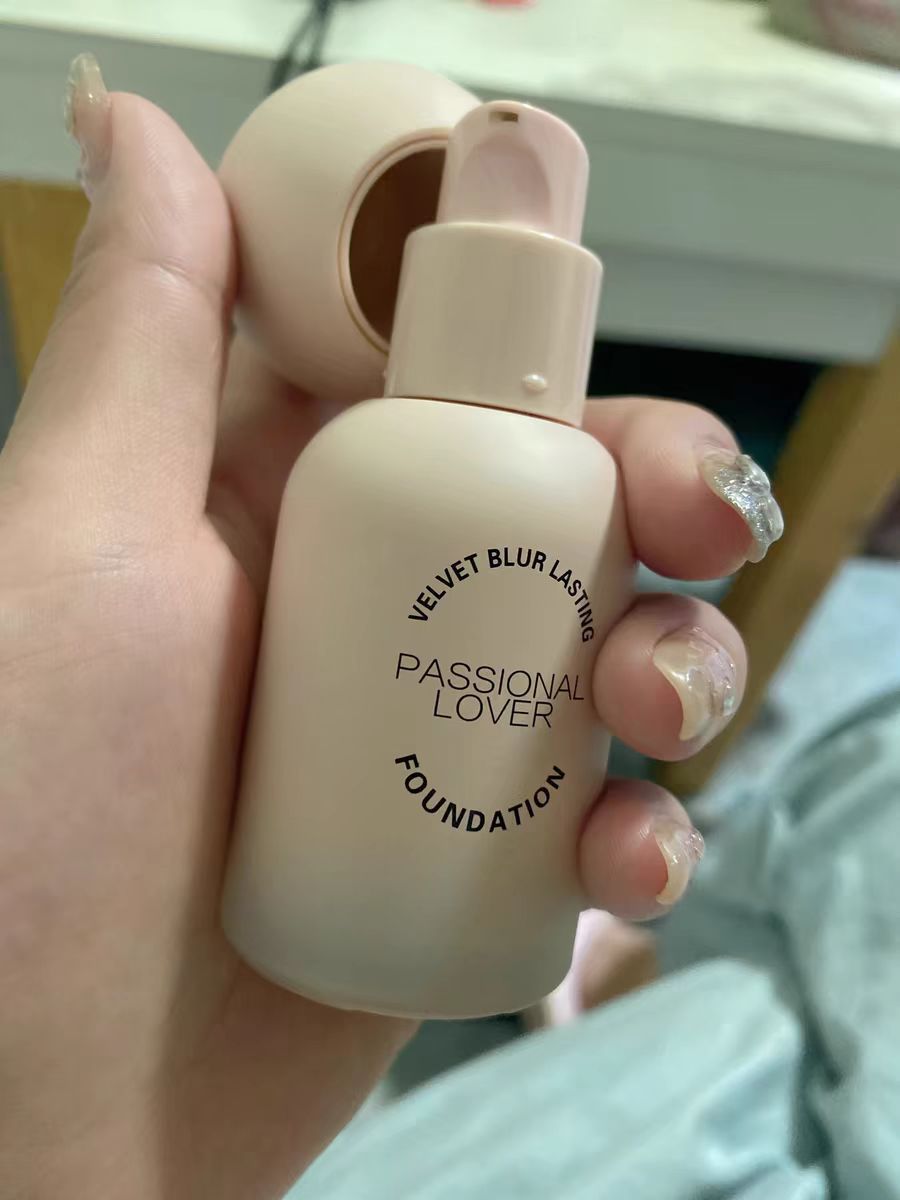 VELVET BLUR LASTING
PASSIONAL
LOVER
FOUNDATION